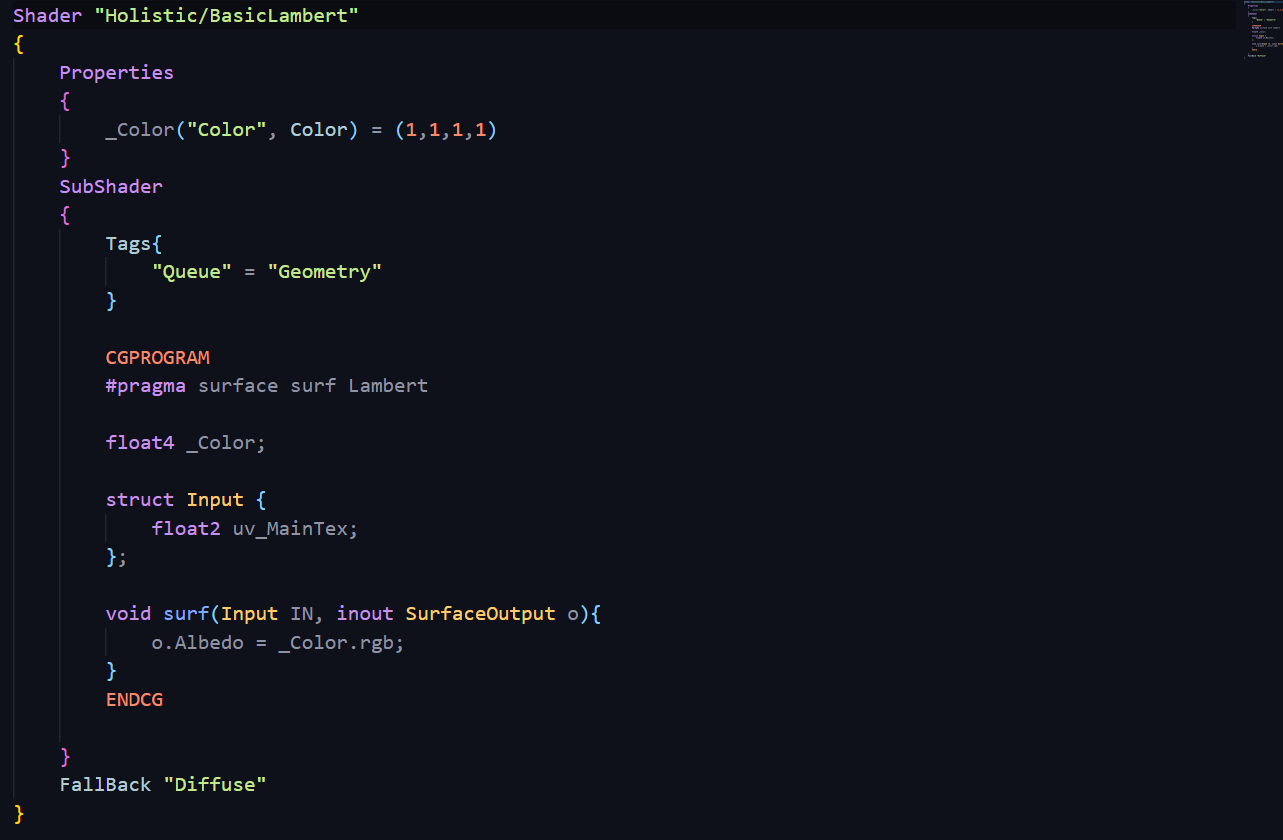 Shader "Holistic/BasicLambert"
{
    Properties
    {
        _Color("Color", Color) = (1,1,1,1)
    }
    SubShader
    {
        Tags{
            "Queue" = "Geometry"
        }

        CGPROGRAM
        #pragma surface surf Lambert

        float4 _Color;

        struct Input {
            float2 uv_MainTex;
        };

        void surf(Input IN, inout SurfaceOutput o){
            o.Albedo = _Color.rgb;
        }
        ENDCG

    }
    FallBack "Diffuse"
}